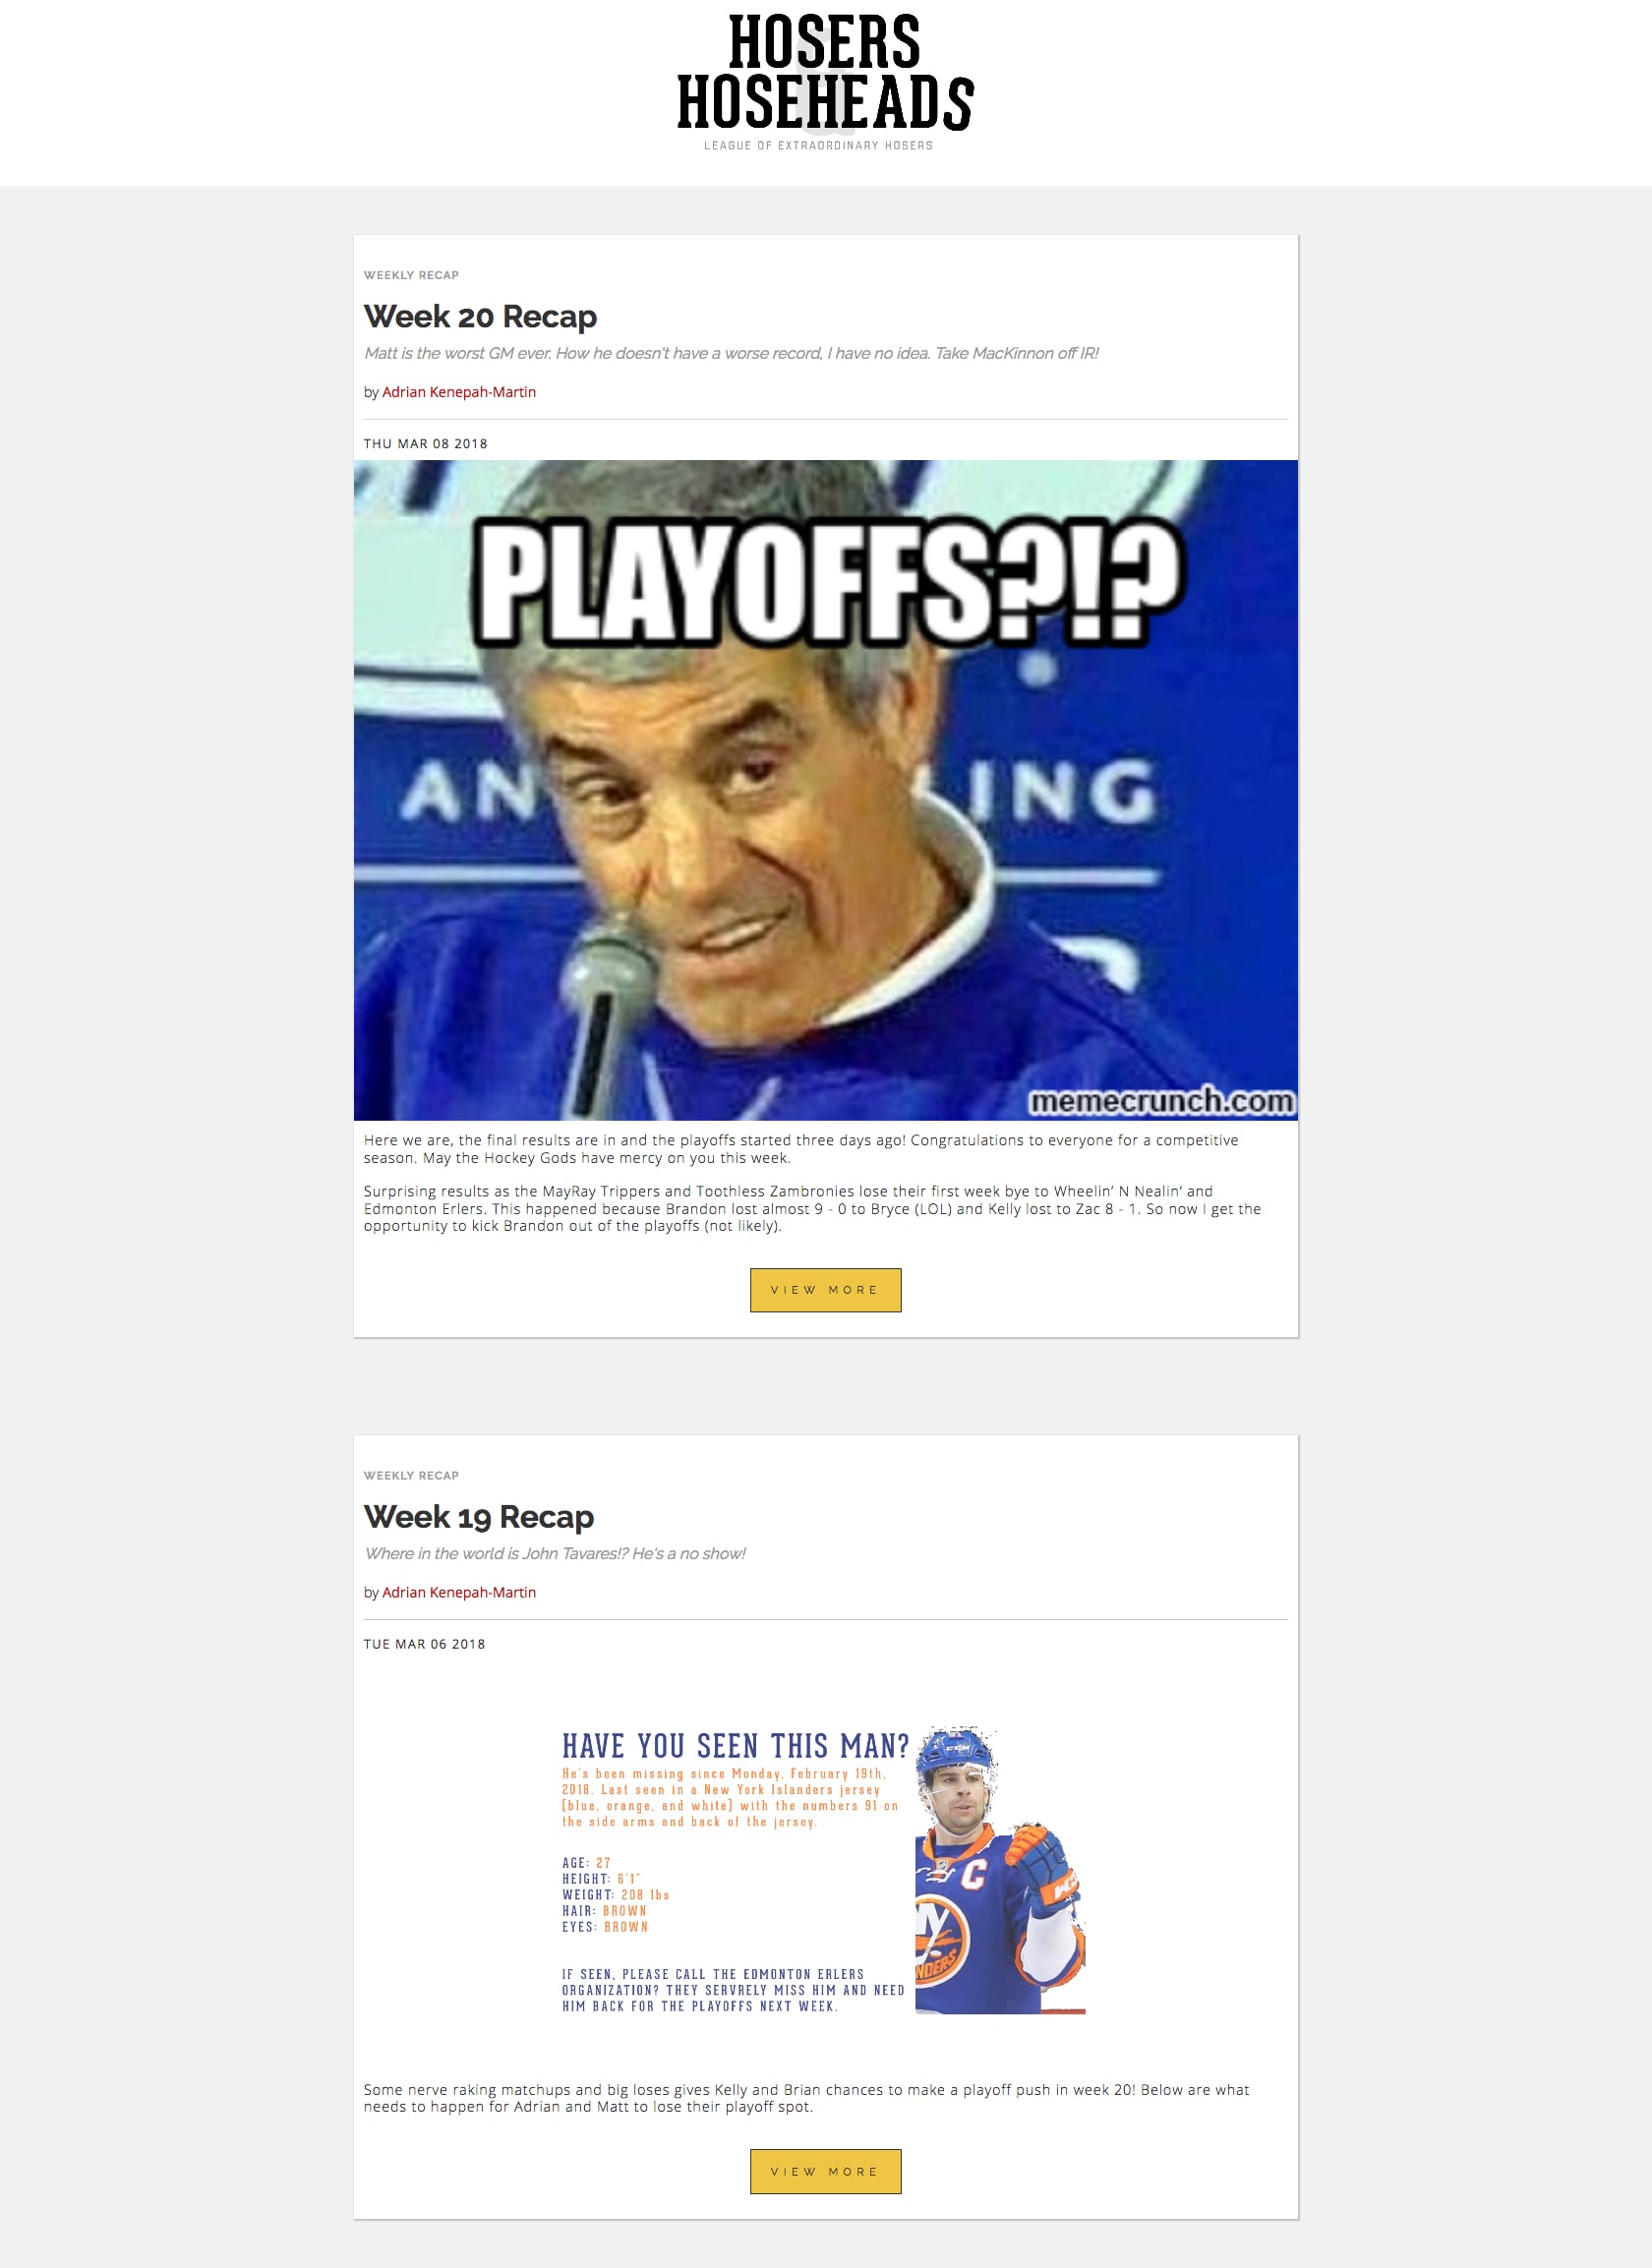 HOSERS
&
HOSEHEADS
LEAGUE OF EXTRAORDINARY HOSERS
WEEKLY RECAP
Week 20 Recap
Matt is the worst GM ever. How he doesn't have a worse record, I have no idea. Take MacKinnon off IR!
by Adrian Kenepah-Martin
THU MAR 08 2018
PLAYOFFS?!?
AN
ING
memecrunch.com
Here we are, the final results are in and the playoffs started three days ago! Congratulations to everyone for a competitive
season. May the Hockey Gods have mercy on you this week.
Surprising results as the MayRay Trippers and Toothless Zambronies lose their first week bye to Wheelin' N Nealin' and
Edmonton Erlers. This happened because Brandon lost almost 9 - 0 to Bryce (LOL) and Kelly lost to Zac 8 - 1. So now I get the
opportunity to kick Brandon out of the playoffs (not likely).
VIEW MORE
WEEKLY RECAP
Week 19 Recap
Where in the world is John Tavares!? He's a no show!
by Adrian Kenepah-Martin
TUE MAR 06 2018
HAVE YOU SEEN THIS MAN?
He's been missing since Monday, February 19th,
2018. Last seen in a New York Islanders jersey
[blue, orange, and white] with the numbers 91 on
the side arms and back of the jersey.
AGE: 27
HEIGHT: 6'1"
WEIGHT: 208 lbs
HAIR: BROWN
EYES: BROWN
IF SEEN, PLEASE CALL THE EDMONTON ERLERS
ORGANIZATION? THEY SERVRELY MISS HIM AND NEED
HIM BACK FOR THE PLAYOFFS NEXT WEEK.
C
NY
NDERS
Some nerve raking matchups and big loses gives Kelly and Brian chances to make a playoff push in week 20! Below are what
needs to happen for Adrian and Matt to lose their playoff spot.
VIEW MORE